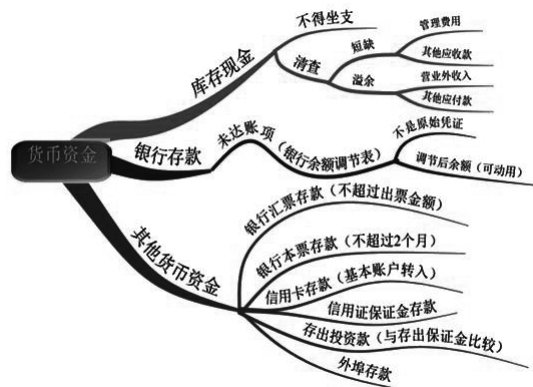 货币资金
库存现金
不得坐支
清查
短缺
管理费用
其他应收款
溢余
营业外收入
其他应付款
银行存款
未达账项（银行余额调节表）
不是原始凭证
调节后余额（可动用）
其他货币资金
银行汇票存款（不超过出票金额）
银行本票存款（不超过2个月）
信用卡存款（基本账户转入）
信用证保证金存款
存出投资款（与存出保证金比较）
外埠存款